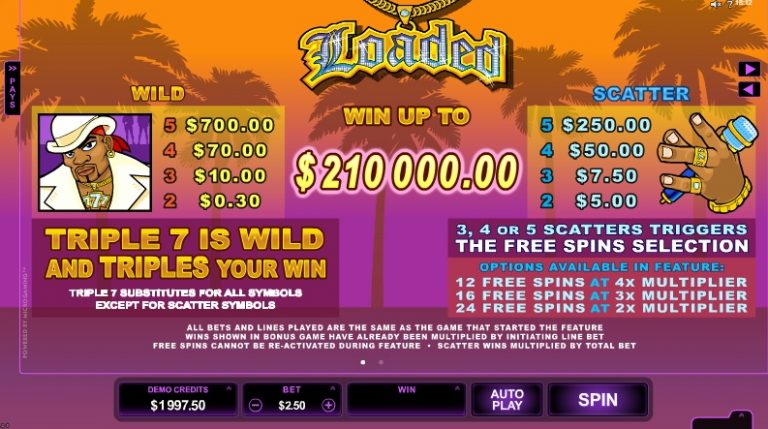 Loaded
PAYS
WILD
5 $700.00
4 $70.00
3 $10.00
2 $0.30
777
WIN UP TO
$210 000.00
SCATTER
5 $250.00
4 $50.00
3 $7.50
2 $5.00
TRIPLE 7 IS WILD
AND TRIPLES YOUR WIN
TRIPLE 7 SUBSTITUTES FOR ALL SYMBOLS
EXCEPT FOR SCATTER SYMBOLS
3, 4 OR 5 SCATTERS TRIGGERS
THE FREE SPINS SELECTION
OPTIONS AVAILABLE IN FEATURE:
12 FREE SPINS AT 4X MULTIPLIER
16 FREE SPINS AT 3X MULTIPLIER
24 FREE SPINS AT 2X MULTIPLIER
POWERED BY MICROGAMING™
ALL BETS AND LINES PLAYED ARE THE SAME AS THE GAME THAT STARTED THE FEATURE
WINS SHOWN IN BONUS GAME HAVE ALREADY BEEN MULTIPLIED BY INITIATING LINE BET
FREE SPINS CANNOT BE RE-ACTIVATED DURING FEATURE • SCATTER WINS MULTIPLIED BY TOTAL BET
DEMO CREDITS
$1997.50
BET
$2.50
WIN
AUTO
PLAY
SPIN